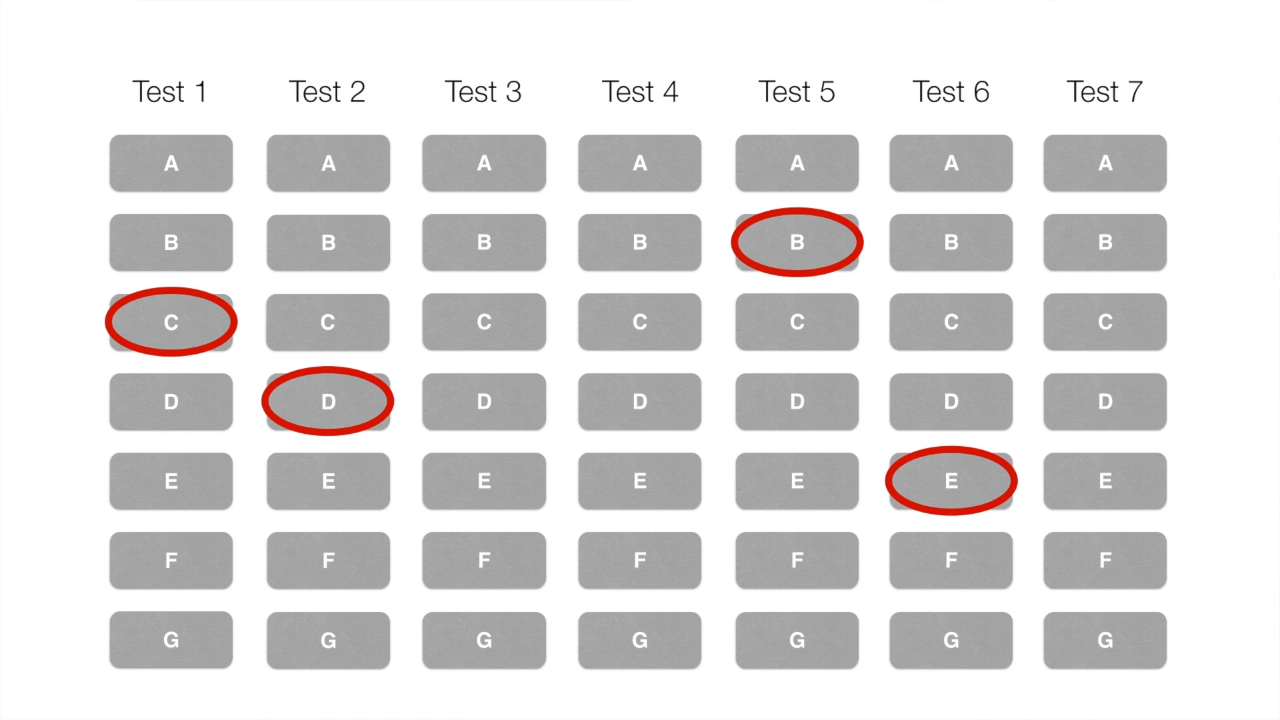 Test 1 Test 2 Test 3 Test 4 Test 5 Test 6 Test 7
A A A A A A A
B B B B B B B
C C C C C C C
D D D D D D D
E E E E E E E
F F F F F F F
G G G G G G G